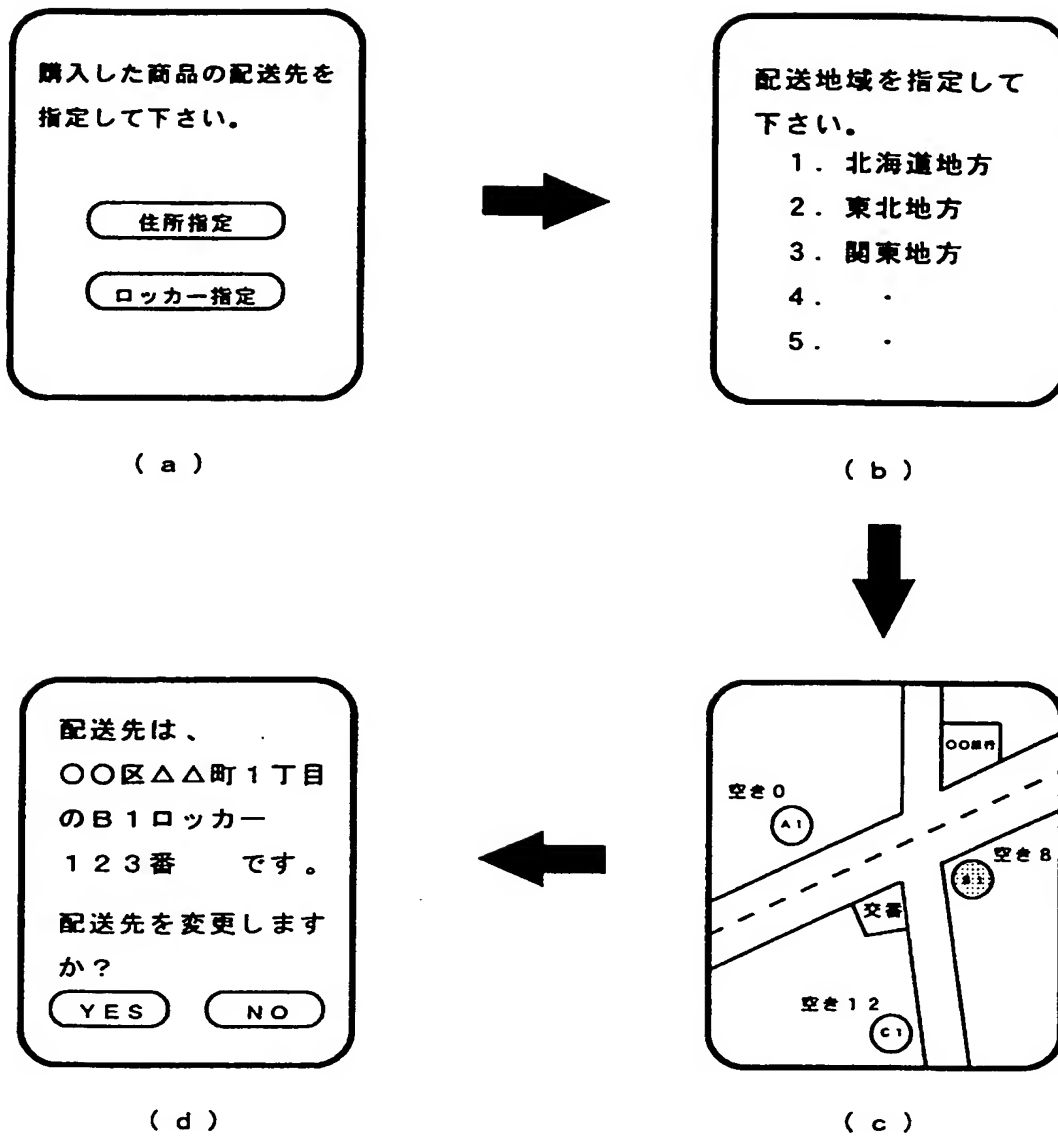 購入した商品の配送先を
指定して下さい。
住所指定
ロッカー指定
(a)
配送地域を指定して
下さい。
1. 北海道地方
2. 東北地方
3. 関東地方
4. ・
5. ・
(b)
〇〇銀行
空き0
A1
空き8
B1
交番
空き12
C1
(c)
配送先は、
〇〇区△△町1丁目
のB1ロッカー
123番 です。
配送先を変更します
か?
YES NO
(d)